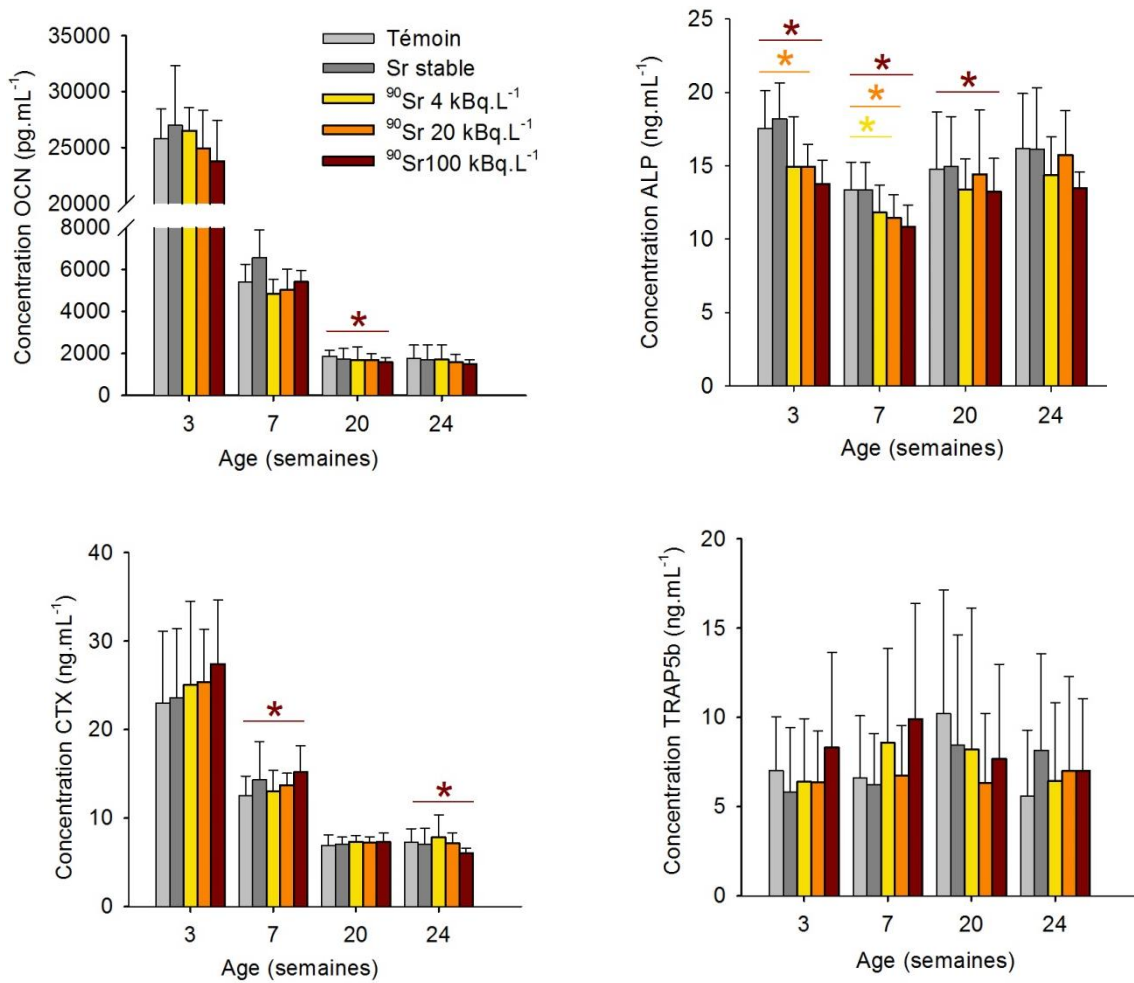 Concentration OCN (pg.mL⁻¹)
35000
30000
25000
20000
8000
6000
4000
2000
0
Témoin
Sr stable
⁹⁰Sr 4 kBq.L⁻¹
⁹⁰Sr 20 kBq.L⁻¹
⁹⁰Sr100 kBq.L⁻¹
*
3 7 20 24
Age (semaines)
Concentration ALP (ng.mL⁻¹)
25
20
15
10
5
0
* * *
* *
*
3 7 20 24
Age (semaines)
Concentration CTX (ng.mL⁻¹)
40
30
20
10
0
* *
3 7 20 24
Age (semaines)
Concentration TRAP5b (ng.mL⁻¹)
20
15
10
5
0
3 7 20 24
Age (semaines)